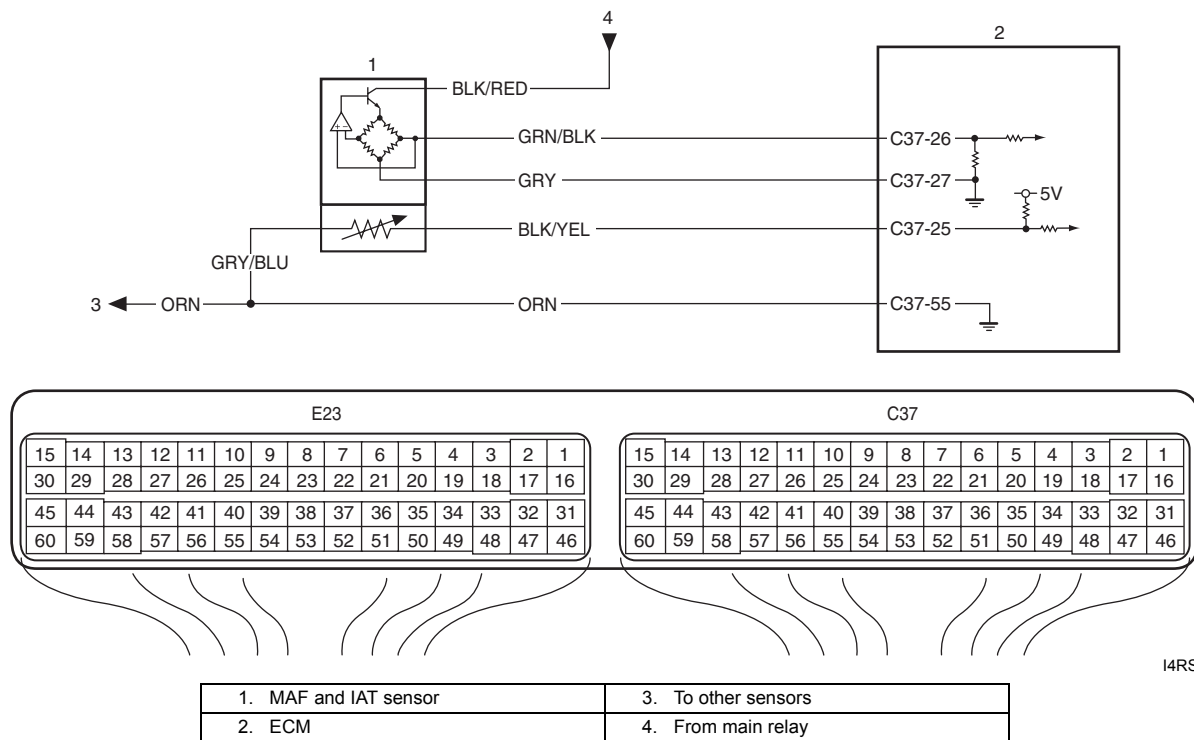 4
2
1
BLK/RED
GRN/BLK
C37-26
GRY
C37-27
5V
BLK/YEL
C37-25
GRY/BLU
3
ORN
ORN
C37-55
E23
C37
15 14 13 12 11 10 9 8 7 6 5 4 3 2 1
30 29 28 27 26 25 24 23 22 21 20 19 18 17 16
45 44 43 42 41 40 39 38 37 36 35 34 33 32 31
60 59 58 57 56 55 54 53 52 51 50 49 48 47 46
15 14 13 12 11 10 9 8 7 6 5 4 3 2 1
30 29 28 27 26 25 24 23 22 21 20 19 18 17 16
45 44 43 42 41 40 39 38 37 36 35 34 33 32 31
60 59 58 57 56 55 54 53 52 51 50 49 48 47 46
I4RS
1. MAF and IAT sensor 3. To other sensors
2. ECM 4. From main relay